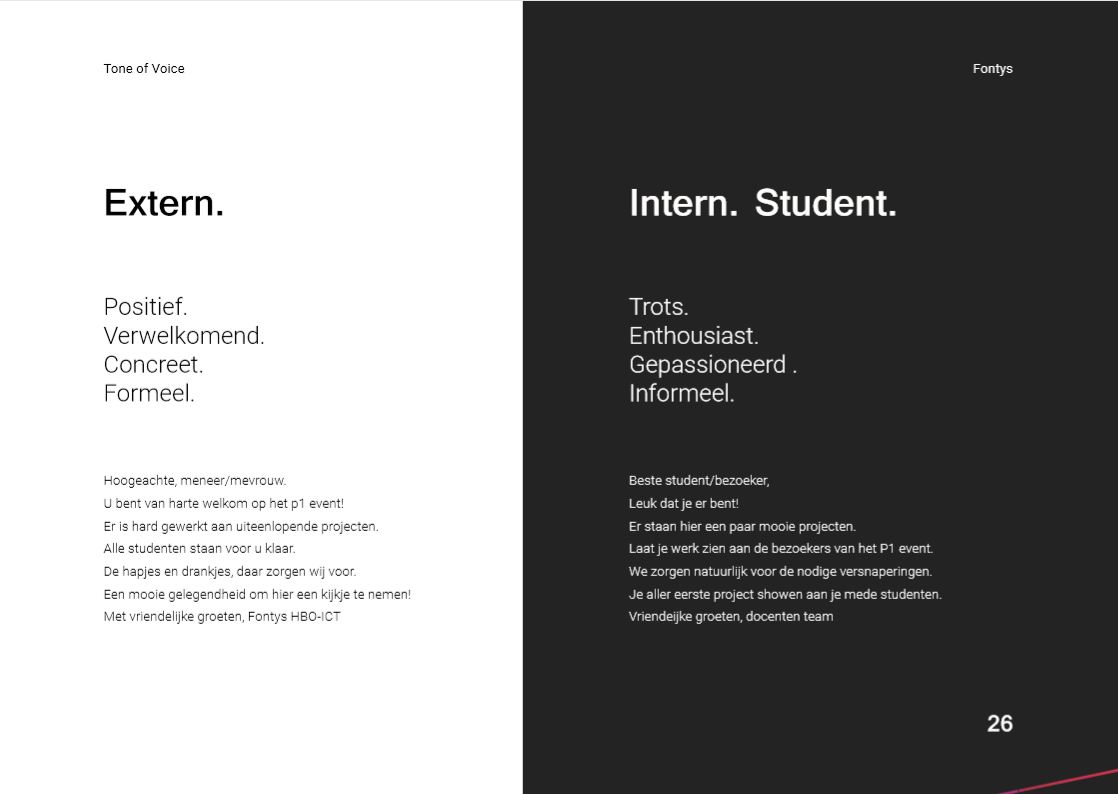 Tone of Voice
Fontys
Extern.
Positief.
Verwelkomend.
Concreet.
Formeel.
Hoogeachte, meneer/mevrouw.
U bent van harte welkom op het p1 event!
Er is hard gewerkt aan uiteenlopende projecten.
Alle studenten staan voor u klaar.
De hapjes en drankjes, daar zorgen wij voor.
Een mooie gelegendheid om hier een kijkje te nemen!
Met vriendelijke groeten, Fontys HBO-ICT
Intern. Student.
Trots.
Enthousiast.
Gepassioneerd .
Informeel.
Beste student/bezoeker,
Leuk dat je er bent!
Er staan hier een paar mooie projecten.
Laat je werk zien aan de bezoekers van het P1 event.
We zorgen natuurlijk voor de nodige versnaperingen.
Je aller eerste project showen aan je mede studenten.
Vriendeijke groeten, docenten team
26